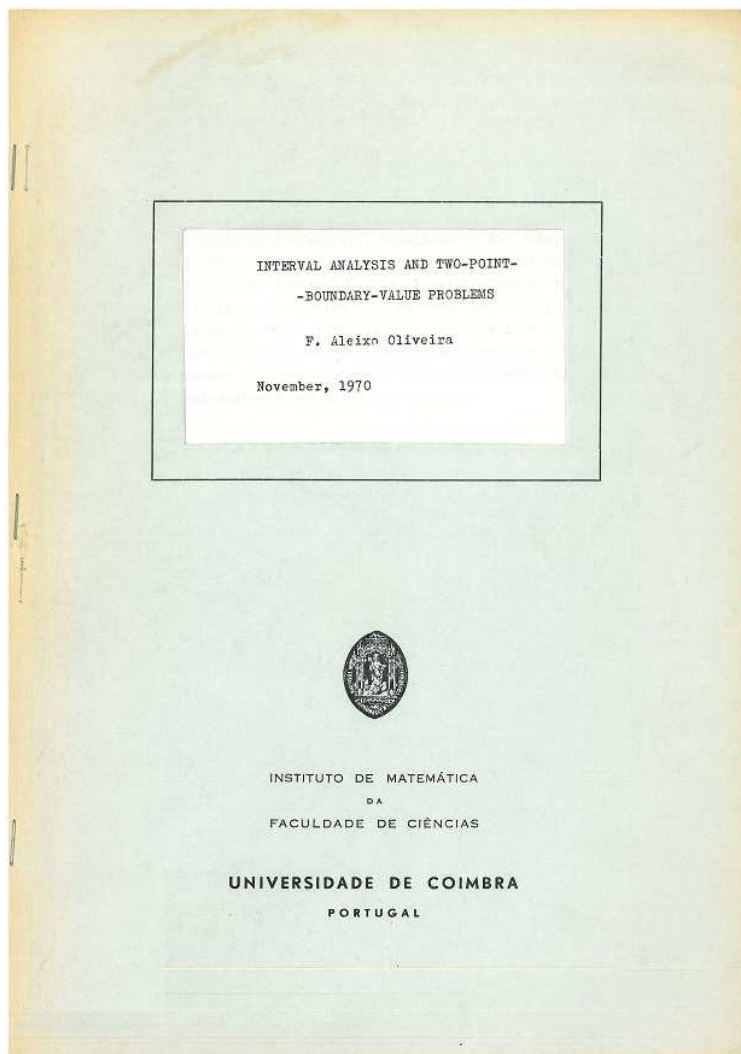 INTERVAL ANALYSIS AND TWO-POINT-
-BOUNDARY-VALUE PROBLEMS
F. Aleixo Oliveira
November, 1970
INSTITUTO DE MATEMÁTICA
DA
FACULDADE DE CIÊNCIAS
UNIVERSIDADE DE COIMBRA
PORTUGAL